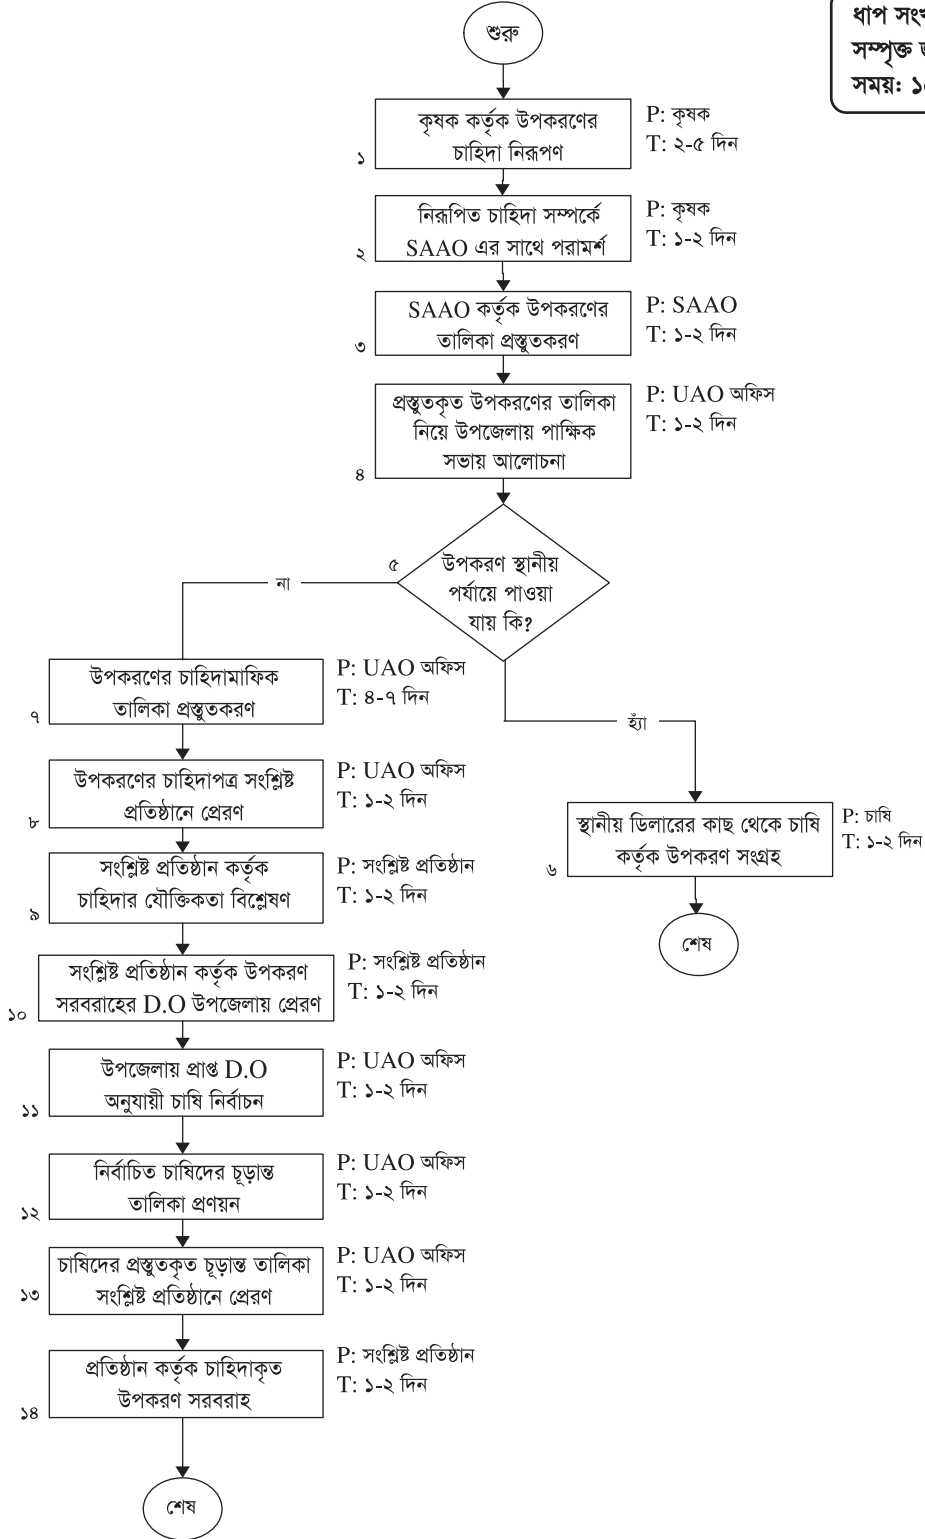 শুরু
ধাপ
সম্পৃক্ত
সময়:
কৃষক কর্তৃক উপকরণের
চাহিদা নিরূপণ
১
P: কৃষক
T: ২-৫ দিন
নিরূপিত চাহিদা সম্পর্কে
SAAO এর সাথে পরামর্শ
২
P: কৃষক
T: ১-২ দিন
SAAO কর্তৃক উপকরণের
তালিকা প্রস্তুতকরণ
৩
P: SAAO
T: ১-২ দিন
প্রস্তুতকৃত উপকরণের তালিকা
নিয়ে উপজেলায় পাক্ষিক
সভায় আলোচনা
৪
P: UAO অফিস
T: ১-২ দিন
৫
উপকরণ স্থানীয়
পর্যায়ে পাওয়া
যায় কি?
না
হ্যাঁ
উপকরণের চাহিদামাফিক
তালিকা প্রস্তুতকরণ
৭
P: UAO অফিস
T: ৪-৭ দিন
উপকরণের চাহিদাপত্র সংশ্লিষ্ট
প্রতিষ্ঠানে প্রেরণ
৮
P: UAO অফিস
T: ১-২ দিন
স্থানীয় ডিলারের কাছ থেকে চাষি
কর্তৃক উপকরণ সংগ্রহ
৬
P: চাষি
T: ১-২ দিন
শেষ
সংশ্লিষ্ট প্রতিষ্ঠান কর্তৃক
চাহিদার যৌক্তিকতা বিশ্লেষণ
৯
P: সংশ্লিষ্ট প্রতিষ্ঠান
T: ১-২ দিন
সংশ্লিষ্ট প্রতিষ্ঠান কর্তৃক উপকরণ
সরবরাহের D.O উপজেলায় প্রেরণ
১০
P: সংশ্লিষ্ট প্রতিষ্ঠান
T: ১-২ দিন
উপজেলায় প্রাপ্ত D.O
অনুযায়ী চাষি নির্বাচন
১১
P: UAO অফিস
T: ১-২ দিন
নির্বাচিত চাষিদের চূড়ান্ত
তালিকা প্রণয়ন
১২
P: UAO অফিস
T: ১-২ দিন
চাষিদের প্রস্তুতকৃত চূড়ান্ত তালিকা
সংশ্লিষ্ট প্রতিষ্ঠানে প্রেরণ
১৩
P: UAO অফিস
T: ১-২ দিন
প্রতিষ্ঠান কর্তৃক চাহিদাকৃত
উপকরণ সরবরাহ
১৪
P: সংশ্লিষ্ট প্রতিষ্ঠান
T: ১-২ দিন
শেষ